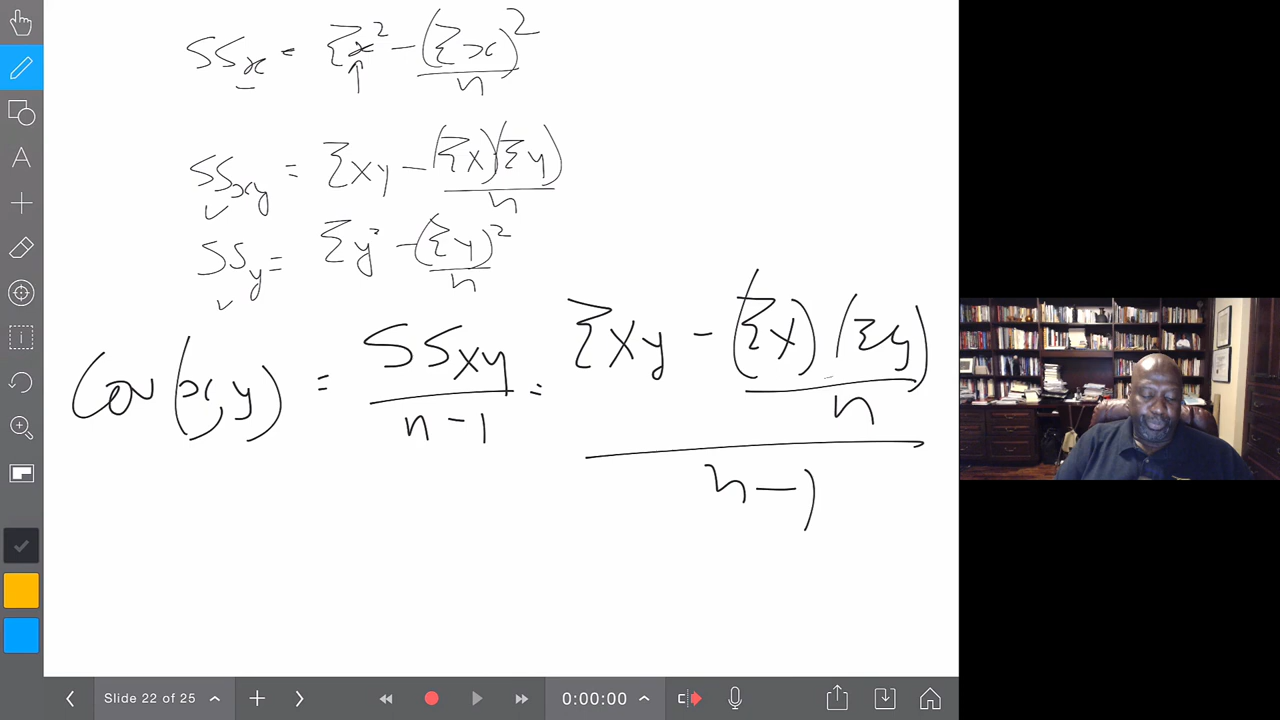 SSx = Σx² - (Σx)²/n
SSxy = Σxy - (Σx)(Σy)/n
SSy = Σy² - (Σy)²/n
Cov(x,y) = SSxy/n-1 = Σxy - (Σx)(Σy)/n / n-1
Slide 22 of 25
0:00:00